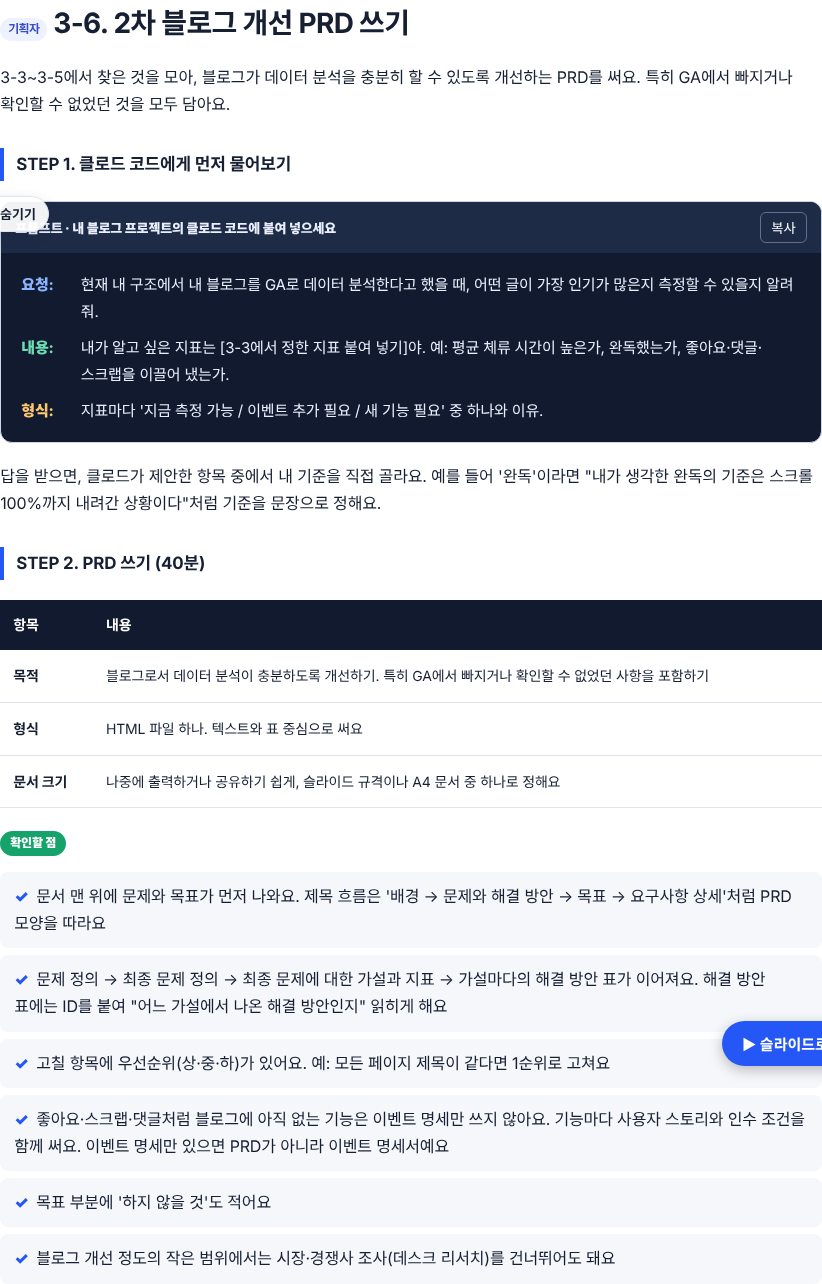 기획자 3-6. 2차 블로그 개선 PRD 쓰기
3-3~3-5에서 찾은 것을 모아, 블로그가 데이터 분석을 충분히 할 수 있도록 개선하는 PRD를 써요. 특히 GA에서 빠지거나
확인할 수 없었던 것을 모두 담아요.
STEP 1. 클로드 코드에게 먼저 물어보기
숨기기
프롬프트 · 내 블로그 프로젝트의 클로드 코드에 붙여 넣으세요
복사
요청: 현재 내 구조에서 내 블로그를 GA로 데이터 분석한다고 했을 때, 어떤 글이 가장 인기가 많은지 측정할 수 있을지 알려
줘.
내용: 내가 알고 싶은 지표는 [3-3에서 정한 지표 붙여 넣기]야. 예: 평균 체류 시간이 높은가, 완독했는가, 좋아요·댓글·
스크랩을 이끌어 냈는가.
형식: 지표마다 '지금 측정 가능 / 이벤트 추가 필요 / 새 기능 필요' 중 하나와 이유.
답을 받으면, 클로드가 제안한 항목 중에서 내 기준을 직접 골라요. 예를 들어 '완독'이라면 "내가 생각한 완독의 기준은 스크롤
100%까지 내려간 상황이다"처럼 기준을 문장으로 정해요.
STEP 2. PRD 쓰기 (40분)
항목 내용
목적 블로그로서 데이터 분석이 충분하도록 개선하기. 특히 GA에서 빠지거나 확인할 수 없었던 사항을 포함하기
형식 HTML 파일 하나. 텍스트와 표 중심으로 써요
문서 크기 나중에 출력하거나 공유하기 쉽게, 슬라이드 규격이나 A4 문서 중 하나로 정해요
확인할 점
✔ 문서 맨 위에 문제와 목표가 먼저 나와요. 제목 흐름은 '배경 → 문제와 해결 방안 → 목표 → 요구사항 상세'처럼 PRD
모양을 따라요
✔ 문제 정의 → 최종 문제 정의 → 최종 문제에 대한 가설과 지표 → 가설마다의 해결 방안 표가 이어져요. 해결 방안
표에는 ID를 붙여 "어느 가설에서 나온 해결 방안인지" 읽히게 해요
▶ 슬라이드로
✔ 고칠 항목에 우선순위(상·중·하)가 있어요. 예: 모든 페이지 제목이 같다면 1순위로 고쳐요
✔ 좋아요·스크랩·댓글처럼 블로그에 아직 없는 기능은 이벤트 명세만 쓰지 않아요. 기능마다 사용자 스토리와 인수 조건을
함께 써요. 이벤트 명세만 있으면 PRD가 아니라 이벤트 명세서예요
✔ 목표 부분에 '하지 않을 것'도 적어요
✔ 블로그 개선 정도의 작은 범위에서는 시장·경쟁사 조사(데스크 리서치)를 건너뛰어도 돼요